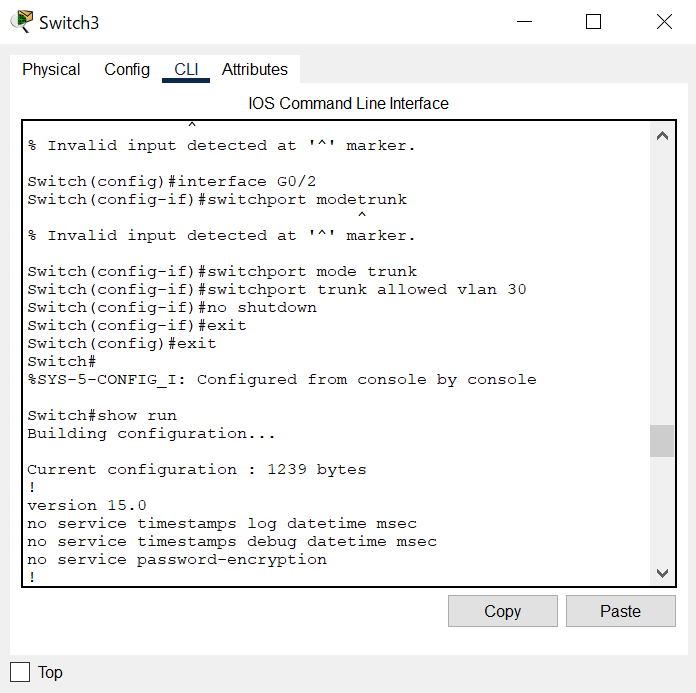 Switch3
Physical Config CLI Attributes
IOS Command Line Interface
^
% Invalid input detected at '^' marker.
Switch(config)#interface G0/2
Switch(config-if)#switchport modetrunk
^
% Invalid input detected at '^' marker.
Switch(config-if)#switchport mode trunk
Switch(config-if)#switchport trunk allowed vlan 30
Switch(config-if)#no shutdown
Switch(config-if)#exit
Switch(config)#exit
Switch#
%SYS-5-CONFIG_I: Configured from console by console
Switch#show run
Building configuration...
Current configuration : 1239 bytes
!
version 15.0
no service timestamps log datetime msec
no service timestamps debug datetime msec
no service password-encryption
!
Copy Paste
Top